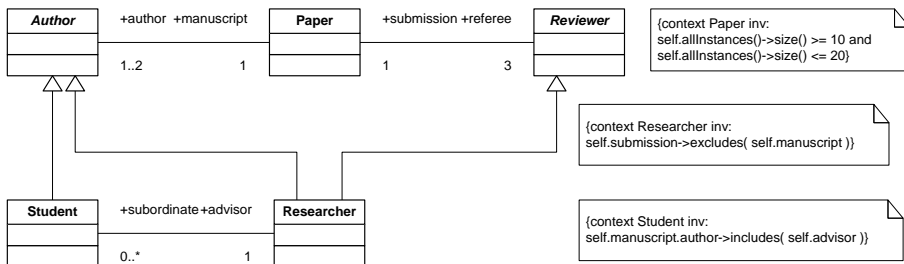 Author
+author +manuscript
Paper
+submission +referee
Reviewer
1..2 1
1 3
{context Paper inv:
self.allInstances()->size() >= 10 and
self.allInstances()->size() <= 20}
{context Researcher inv:
self.submission->excludes( self.manuscript )}
Student
+subordinate +advisor
Researcher
0..* 1
{context Student inv:
self.manuscript.author->includes( self.advisor )}